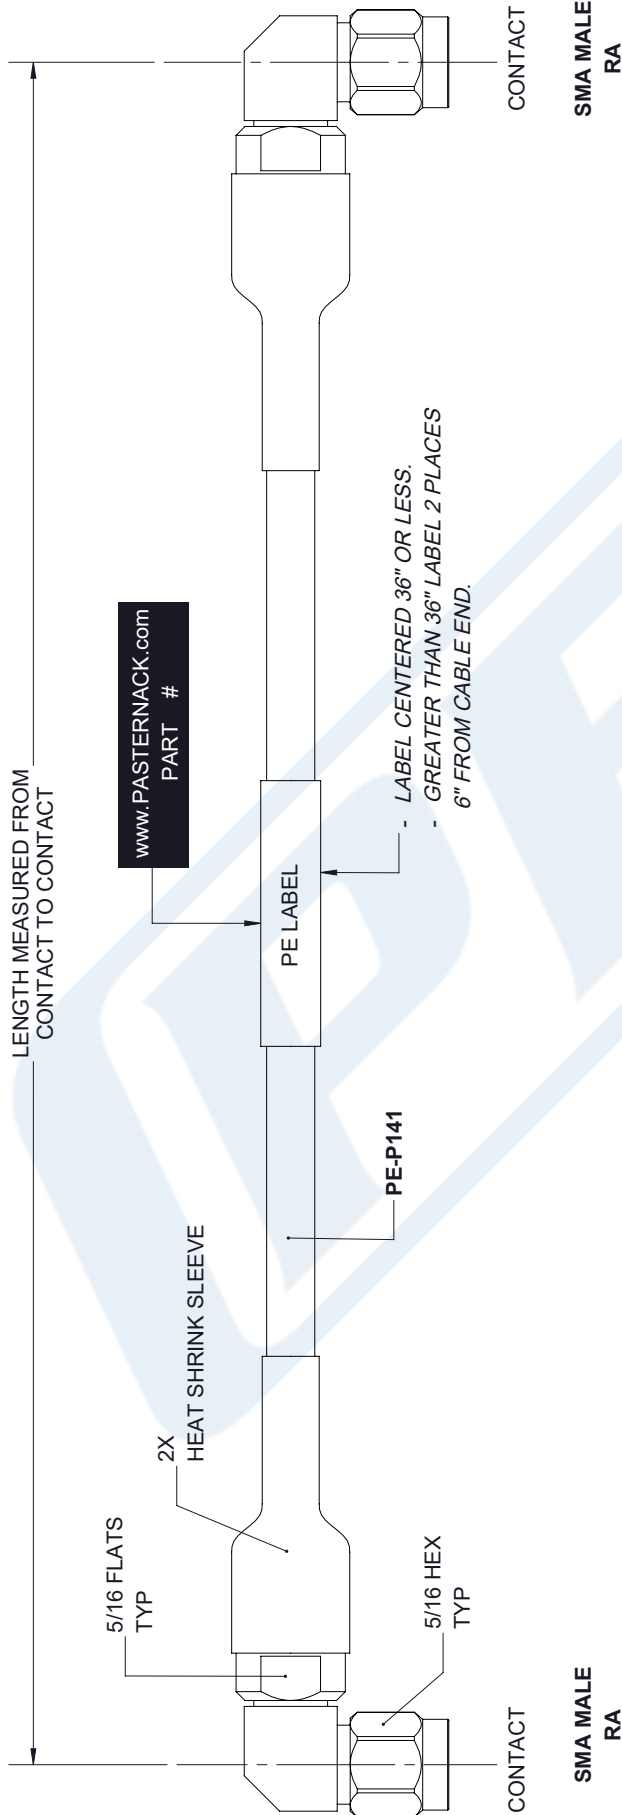 LENGTH MEASURED FROM
CONTACT TO CONTACT
www.PASTERNACK.com
PART #
5/16 FLATS
TYP
2X
HEAT SHRINK SLEEVE
PE LABEL
PE-P141
- LABEL CENTERED 36" OR LESS.
- GREATER THAN 36" LABEL 2 PLACES
6" FROM CABLE END.
5/16 HEX
TYP
CONTACT
SMA MALE
RA
CONTACT
SMA MALE
RA